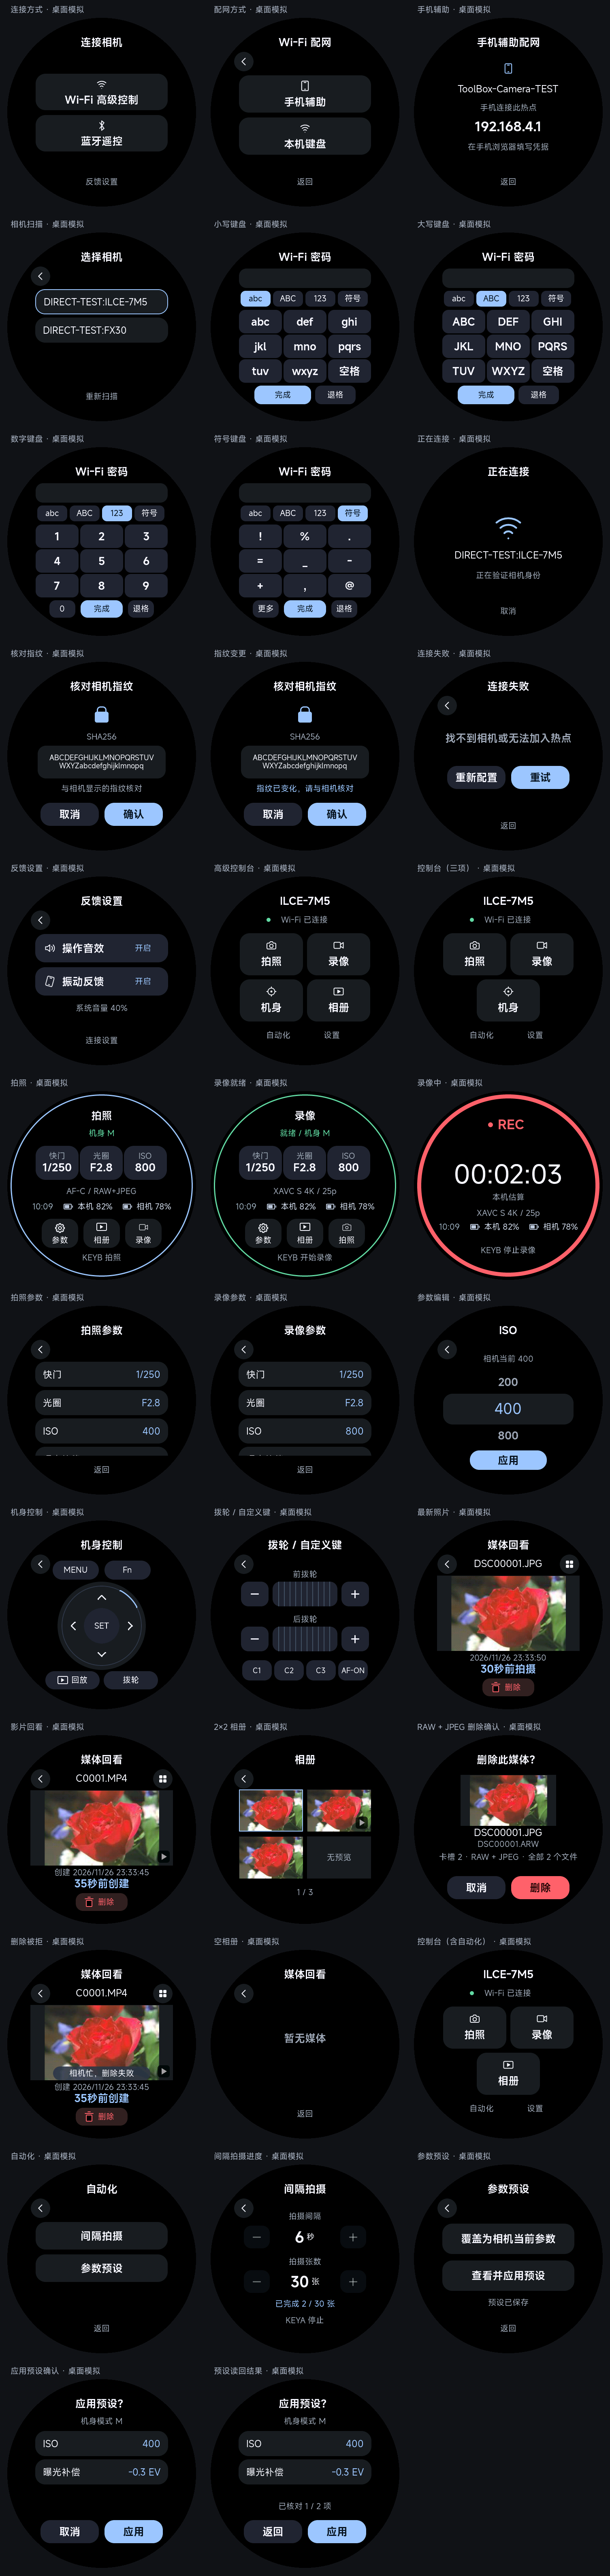 连接方式 · 桌面模拟
连接相机
Wi-Fi 高级控制
蓝牙遥控
反馈设置
配网方式 · 桌面模拟
Wi-Fi 配网
手机辅助
本机键盘
返回
手机辅助 · 桌面模拟
手机辅助配网
ToolBox-Camera-TEST
手机连接此热点
192.168.4.1
在手机浏览器填写凭据
返回
相机扫描 · 桌面模拟
选择相机
DIRECT-TEST:ILCE-7M5
DIRECT-TEST:FX30
重新扫描
小写键盘 · 桌面模拟
Wi-Fi 密码
abc ABC 123 符号
abc def ghi
jkl mno pqrs
tuv wxyz 空格
完成 退格
大写键盘 · 桌面模拟
Wi-Fi 密码
abc ABC 123 符号
ABC DEF GHI
JKL MNO PQRS
TUV WXYZ 空格
完成 退格
数字键盘 · 桌面模拟
Wi-Fi 密码
abc ABC 123 符号
1 2 3
4 5 6
7 8 9
0 完成 退格
符号键盘 · 桌面模拟
Wi-Fi 密码
abc ABC 123 符号
! % .
= _ -
+ , @
更多 完成 退格
正在连接 · 桌面模拟
正在连接
DIRECT-TEST:ILCE-7M5
正在验证相机身份
取消
核对指纹 · 桌面模拟
核对相机指纹
SHA256
ABCDEFGHIJKLMNOPQRSTUV
WXYZabcdefghijklmnopq
与相机显示的指纹核对
取消 确认
指纹变更 · 桌面模拟
核对相机指纹
SHA256
ABCDEFGHIJKLMNOPQRSTUV
WXYZabcdefghijklmnopq
指纹已变化，请与相机核对
取消 确认
连接失败 · 桌面模拟
连接失败
找不到相机或无法加入热点
重新配置 重试
返回
反馈设置 · 桌面模拟
反馈设置
操作音效 开启
振动反馈 开启
系统音量 40%
连接设置
高级控制台 · 桌面模拟
ILCE-7M5
Wi-Fi 已连接
拍照 录像
机身 相册
自动化 设置
控制台（三项）· 桌面模拟
ILCE-7M5
Wi-Fi 已连接
拍照 录像
机身
自动化 设置
拍照 · 桌面模拟
拍照
机身 M
快门 光圈 ISO
1/250 F2.8 800
AF-C / RAW+JPEG
10:09 本机 82% 相机 78%
参数 相册 录像
KEYB 拍照
录像就绪 · 桌面模拟
录像
就绪 / 机身 M
快门 光圈 ISO
1/250 F2.8 800
XAVC S 4K / 25p
10:09 本机 82% 相机 78%
参数 相册 拍照
KEYB 开始录像
录像中 · 桌面模拟
REC
00:02:03
本机估算
XAVC S 4K / 25p
10:09 本机 82% 相机 78%
KEYB 停止录像
拍照参数 · 桌面模拟
拍照参数
快门 1/250
光圈 F2.8
ISO 400
返回
录像参数 · 桌面模拟
录像参数
快门 1/250
光圈 F2.8
ISO 800
返回
参数编辑 · 桌面模拟
ISO
相机当前 400
200
400
800
应用
机身控制 · 桌面模拟
机身控制
MENU Fn
SET
回放 拨轮
拨轮 / 自定义键 · 桌面模拟
拨轮 / 自定义键
前拨轮
− +
后拨轮
− +
C1 C2 C3 AF-ON
最新照片 · 桌面模拟
媒体回看
DSC00001.JPG
2026/11/26 23:33:50
30秒前拍摄
删除
影片回看 · 桌面模拟
媒体回看
C0001.MP4
创建 2026/11/26 23:33:45
35秒前创建
删除
2×2 相册 · 桌面模拟
相册
无预览
1 / 3
RAW + JPEG 删除确认 · 桌面模拟
删除此媒体?
DSC00001.JPG
DSC00001.ARW
卡槽 2 · RAW + JPEG · 全部 2 个文件
取消 删除
删除被拒 · 桌面模拟
媒体回看
C0001.MP4
相机忙，删除失败
创建 2026/11/26 23:33:45
35秒前创建
删除
空相册 · 桌面模拟
媒体回看
暂无媒体
返回
控制台（含自动化）· 桌面模拟
ILCE-7M5
Wi-Fi 已连接
拍照 录像
相册
自动化 设置
自动化 · 桌面模拟
自动化
间隔拍摄
参数预设
返回
间隔拍摄进度 · 桌面模拟
间隔拍摄
拍摄间隔
− 6 秒 +
拍摄张数
− 30 张 +
已完成 2 / 30 张
KEYA 停止
参数预设 · 桌面模拟
参数预设
覆盖为相机当前参数
查看并应用预设
预设已保存
返回
应用预设确认 · 桌面模拟
应用预设?
机身模式 M
ISO 400
曝光补偿 -0.3 EV
取消 应用
预设读回结果 · 桌面模拟
应用预设?
机身模式 M
ISO 400
曝光补偿 -0.3 EV
已核对 1 / 2 项
返回 应用